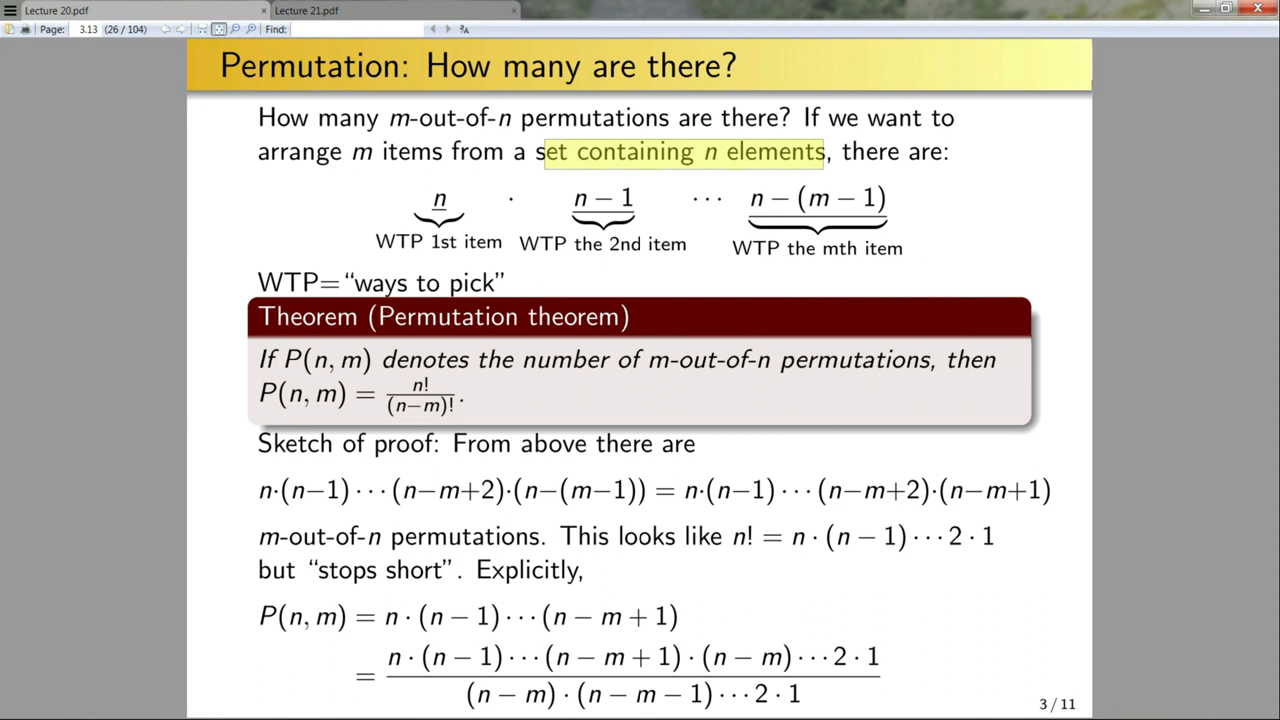 Lecture 20.pdf × Lecture 21.pdf ×
Page: 3.13 (26 / 104) Find:
Permutation: How many are there?
How many m-out-of-n permutations are there? If we want to
arrange m items from a set containing n elements, there are:
n · n − 1 ⋯ n − (m − 1)
WTP 1st item WTP the 2nd item WTP the mth item
WTP=“ways to pick”
Theorem (Permutation theorem)
If P(n, m) denotes the number of m-out-of-n permutations, then
P(n, m) = n!/(n−m)!.
Sketch of proof: From above there are
n·(n−1)⋯(n−m+2)·(n−(m−1)) = n·(n−1)⋯(n−m+2)·(n−m+1)
m-out-of-n permutations. This looks like n! = n · (n − 1)⋯2 · 1
but “stops short”. Explicitly,
P(n, m) = n · (n − 1)⋯(n − m + 1)
= n · (n − 1)⋯(n − m + 1) · (n − m)⋯2 · 1
(n − m) · (n − m − 1)⋯2 · 1
3 / 11